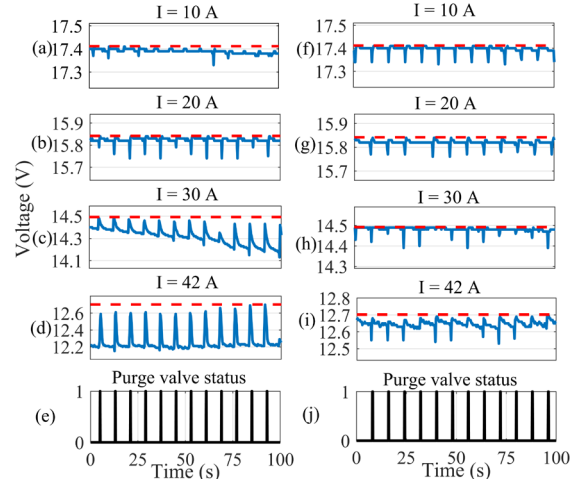 I = 10 A
17.5
17.4
17.3
(a)
I = 20 A
15.9
15.8
15.7
(b)
I = 30 A
14.5
14.3
14.1
(c)
I = 42 A
12.6
12.4
12.2
(d)
Voltage (V)
Purge valve status
1
0
(e)
0 25 50 75 100
Time (s)
I = 10 A
17.5
17.4
17.3
(f)
I = 20 A
15.9
15.8
15.7
(g)
I = 30 A
14.5
14.4
14.3
(h)
I = 42 A
12.8
12.7
12.6
12.5
(i)
Purge valve status
1
0
(j)
0 25 50 75 100
Time (s)